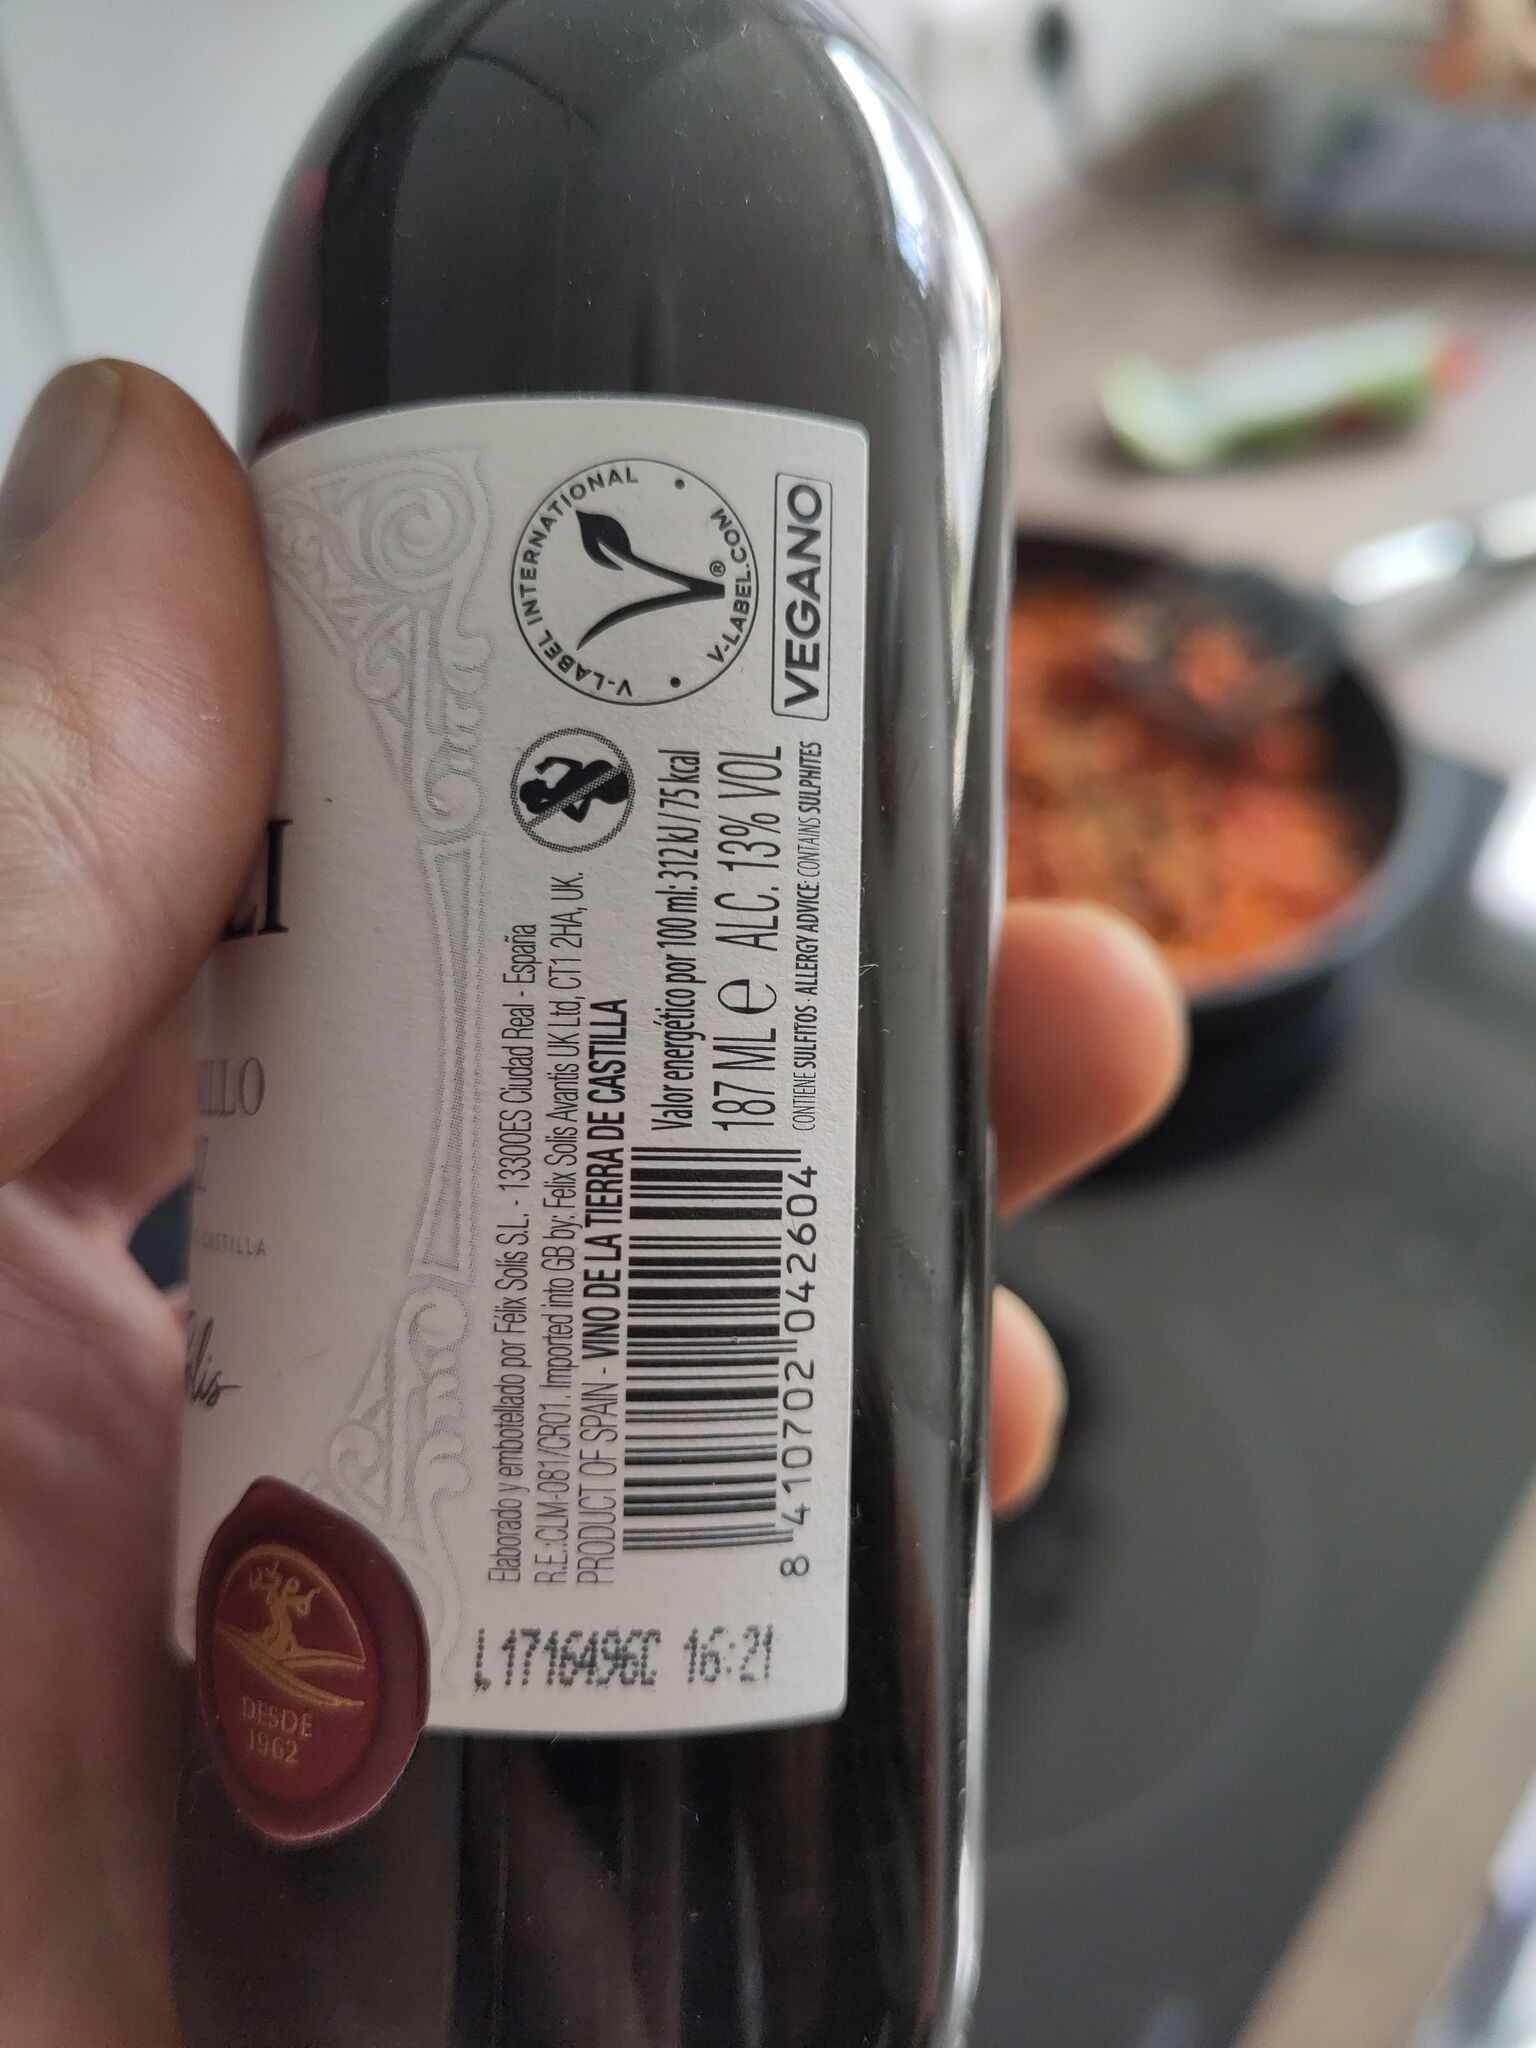 V-LABEL INTERNATIONAL
V-LABEL.COM
®
VEGANO
Elaborado y embotellado por Félix Solís S.L. - 13300ES Ciudad Real - España
R.E.:CLM-081/CR01. Imported into GB by: Felix Solis Avantis UK Ltd, CT1 2HA, UK.
PRODUCT OF SPAIN - VINO DE LA TIERRA DE CASTILLA
Valor energético por 100 ml: 312 kJ / 75 kcal
187 ML e ALC. 13% VOL
CONTIENE SULFITOS · ALLERGY ADVICE: CONTAINS SULPHITES
8 410702 042604
16:21
DESDE
1962